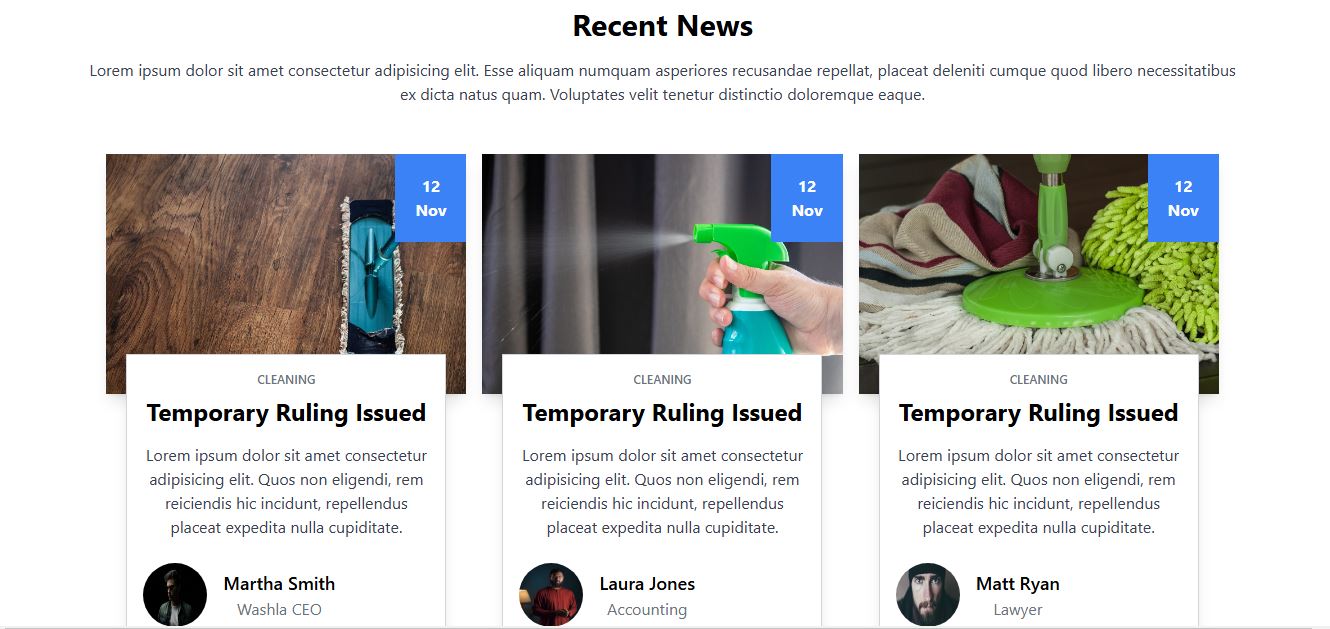 Recent News
Lorem ipsum dolor sit amet consectetur adipisicing elit. Esse aliquam numquam asperiores recusandae repellat, placeat deleniti cumque quod libero necessitatibus
ex dicta natus quam. Voluptates velit tenetur distinctio doloremque eaque.
12
Nov
CLEANING
Temporary Ruling Issued
Lorem ipsum dolor sit amet consectetur
adipisicing elit. Quos non eligendi, rem
reiciendis hic incidunt, repellendus
placeat expedita nulla cupiditate.
Martha Smith
Washla CEO
12
Nov
CLEANING
Temporary Ruling Issued
Lorem ipsum dolor sit amet consectetur
adipisicing elit. Quos non eligendi, rem
reiciendis hic incidunt, repellendus
placeat expedita nulla cupiditate.
Laura Jones
Accounting
12
Nov
CLEANING
Temporary Ruling Issued
Lorem ipsum dolor sit amet consectetur
adipisicing elit. Quos non eligendi, rem
reiciendis hic incidunt, repellendus
placeat expedita nulla cupiditate.
Matt Ryan
Lawyer